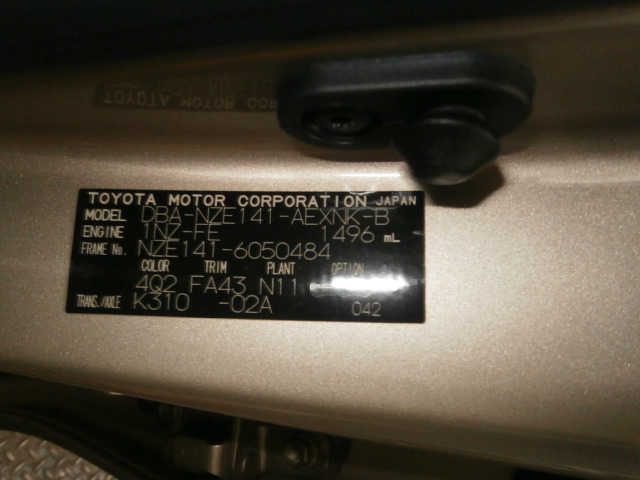 TOYOTA MOTOR CORPORATION JAPAN
MODEL DBA-NZE141-AEXNK-B
ENGINE 1NZ-FE 1496 mL
FRAME No. NZE141-6050484
COLOR TRIM PLANT OPTION
4Q2 FA43 N11
TRANS./AXLE K310 -02A
042